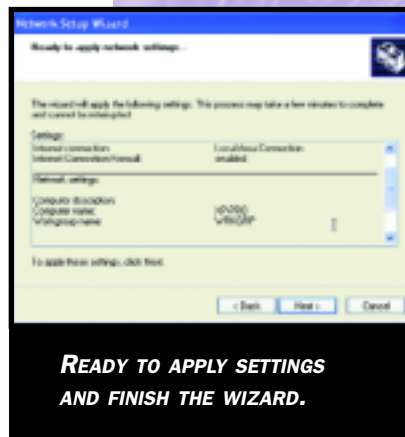 Network Setup Wizard
Ready to apply network settings...
The wizard will apply the following settings. This process may take a few minutes to complete
and cannot be interrupted.
Settings:
Internet connection: Local Area Connection
Internet Connection Firewall: enabled
Network settings:
Computer description:
Computer name:
Workgroup name:
To apply these settings, click Next.
< Back Next > Cancel
READY TO APPLY SETTINGS
AND FINISH THE WIZARD.